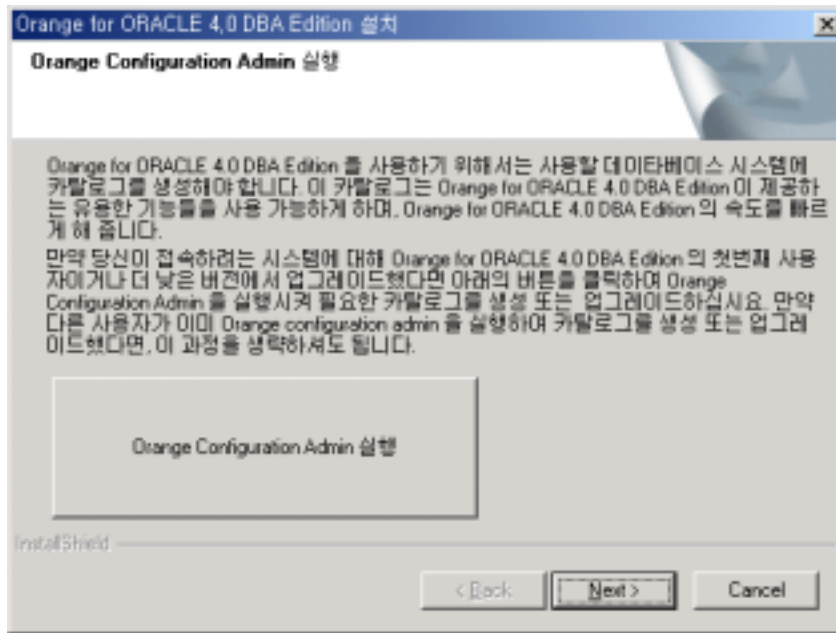 Orange for ORACLE 4,0 DBA Edition 설치
Orange Configuration Admin 실행
Orange for ORACLE 4.0 DBA Edition 를 사용하기 위해서는 사용할 데이타베이스 시스템에
카탈로그를 생성해야 합니다. 이 카탈로그는 Orange for ORACLE 4.0 DBA Edition 이 제공하
는 유용한 기능들을 사용 가능하게 하며, Orange for ORACLE 4.0 DBA Edition 의 속도를 빠르
게 해 줍니다.
만약 당신이 접속하려는 시스템에 대해 Orange for ORACLE 4.0 DBA Edition 의 첫번째 사용
자이거나 더 낮은 버전에서 업그레이드했다면 아래의 버튼을 클릭하여 Orange
Configuration Admin 을 실행시켜 필요한 카탈로그를 생성 또는 업그레이드하십시요. 만약
다른 사용자가 이미 Orange configuration admin 을 실행하여 카탈로그를 생성 또는 업그레
이드했다면, 이 과정을 생략하셔도 됩니다.
Orange Configuration Admin 실행
InstallShield
< Back
Next >
Cancel